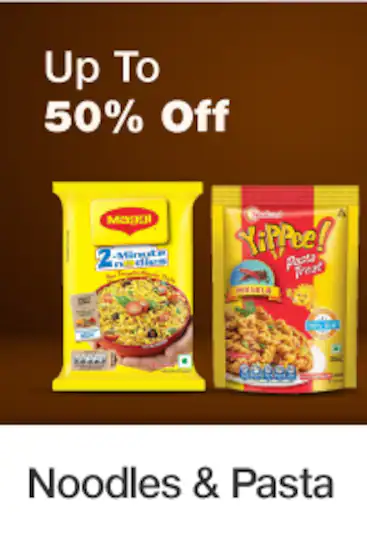 Up To
50% Off
MAGGI
2-Minute
noodles
YiPPee!
Pasta
Treat
Noodles & Pasta